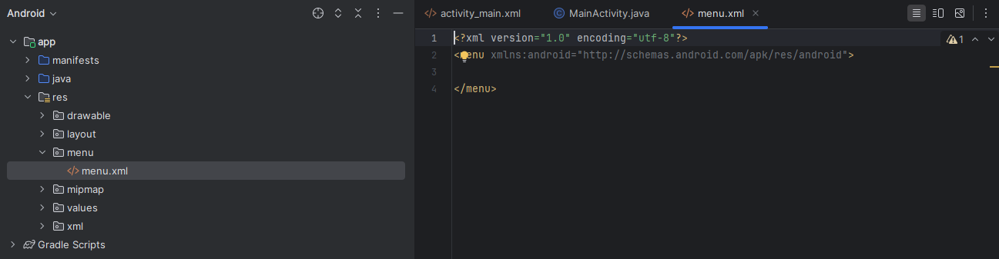 Android
app
manifests
java
res
drawable
layout
menu
menu.xml
mipmap
values
xml
Gradle Scripts
activity_main.xml MainActivity.java menu.xml
1 <?xml version="1.0" encoding="utf-8"?>
2 <menu xmlns:android="http://schemas.android.com/apk/res/android">
3
4 </menu>
1